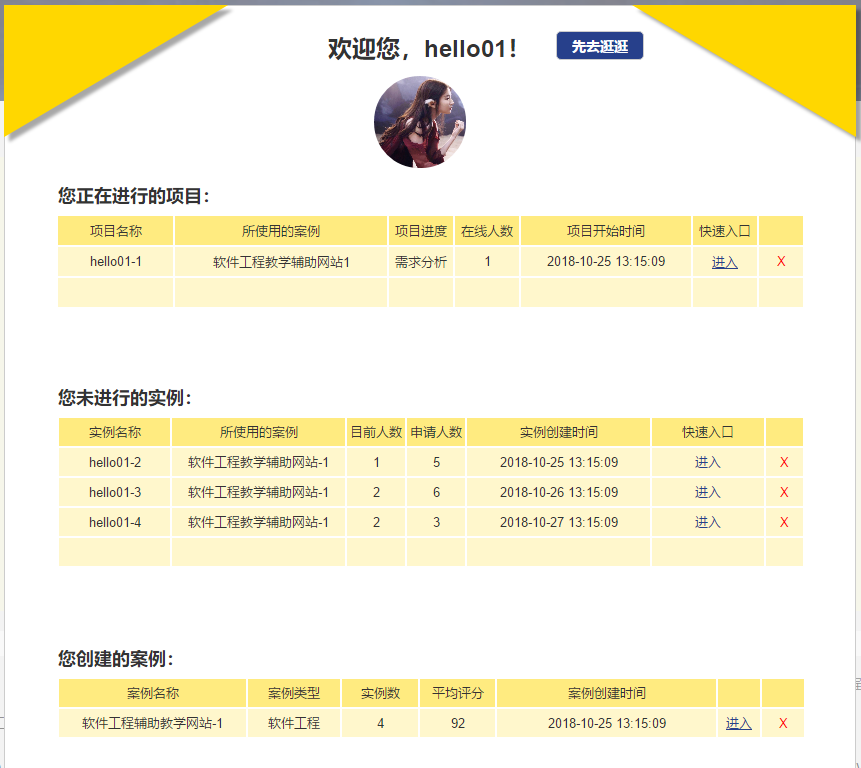 欢迎您，hello01！ 先去逛逛
您正在进行的项目：
项目名称 所使用的案例 项目进度 在线人数 项目开始时间 快速入口
hello01-1 软件工程教学辅助网站1 需求分析 1 2018-10-25 13:15:09 进入 X
您未进行的实例：
实例名称 所使用的案例 目前人数 申请人数 实例创建时间 快速入口
hello01-2 软件工程教学辅助网站-1 1 5 2018-10-25 13:15:09 进入 X
hello01-3 软件工程教学辅助网站-1 2 6 2018-10-26 13:15:09 进入 X
hello01-4 软件工程教学辅助网站-1 2 3 2018-10-27 13:15:09 进入 X
您创建的案例：
案例名称 案例类型 实例数 平均评分 案例创建时间
软件工程辅助教学网站-1 软件工程 4 92 2018-10-25 13:15:09 进入 X